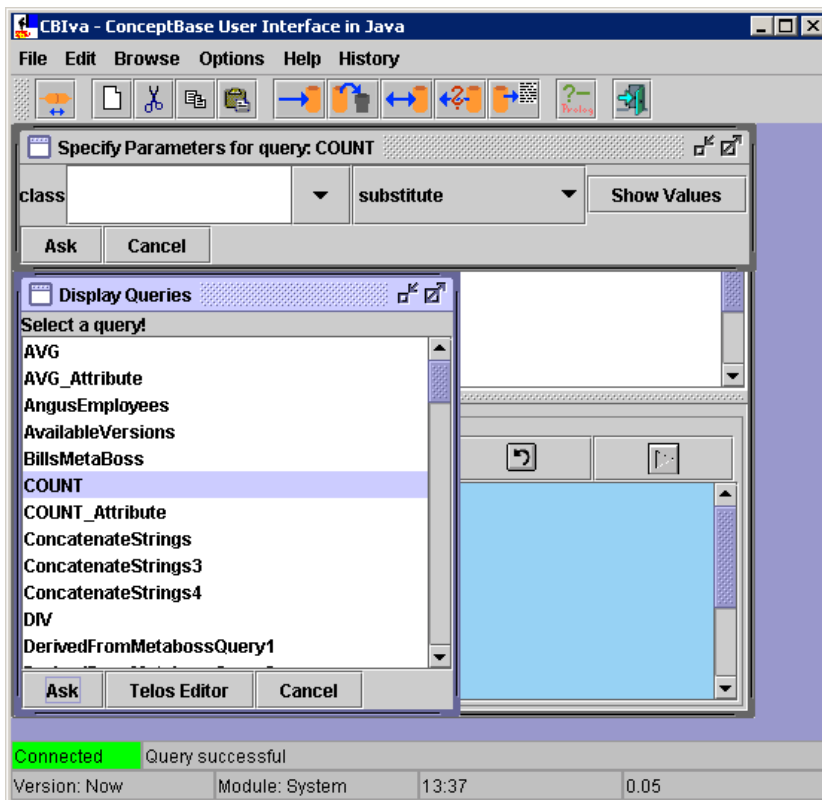 CBIva - ConceptBase User Interface in Java
File Edit Browse Options Help History
?- Prolog
Specify Parameters for query: COUNT
class substitute Show Values
Ask Cancel
Display Queries
Select a query!
AVG
AVG_Attribute
AngusEmployees
AvailableVersions
BillsMetaBoss
COUNT
COUNT_Attribute
ConcatenateStrings
ConcatenateStrings3
ConcatenateStrings4
DIV
DerivedFromMetabossQuery1
Ask Telos Editor Cancel
Connected Query successful
Version: Now Module: System 13:37 0.05